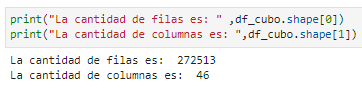 print("La cantidad de filas es: " ,df_cubo.shape[0])
print("La cantidad de columnas es: ",df_cubo.shape[1])
La cantidad de filas es:  272513
La cantidad de columnas es:  46